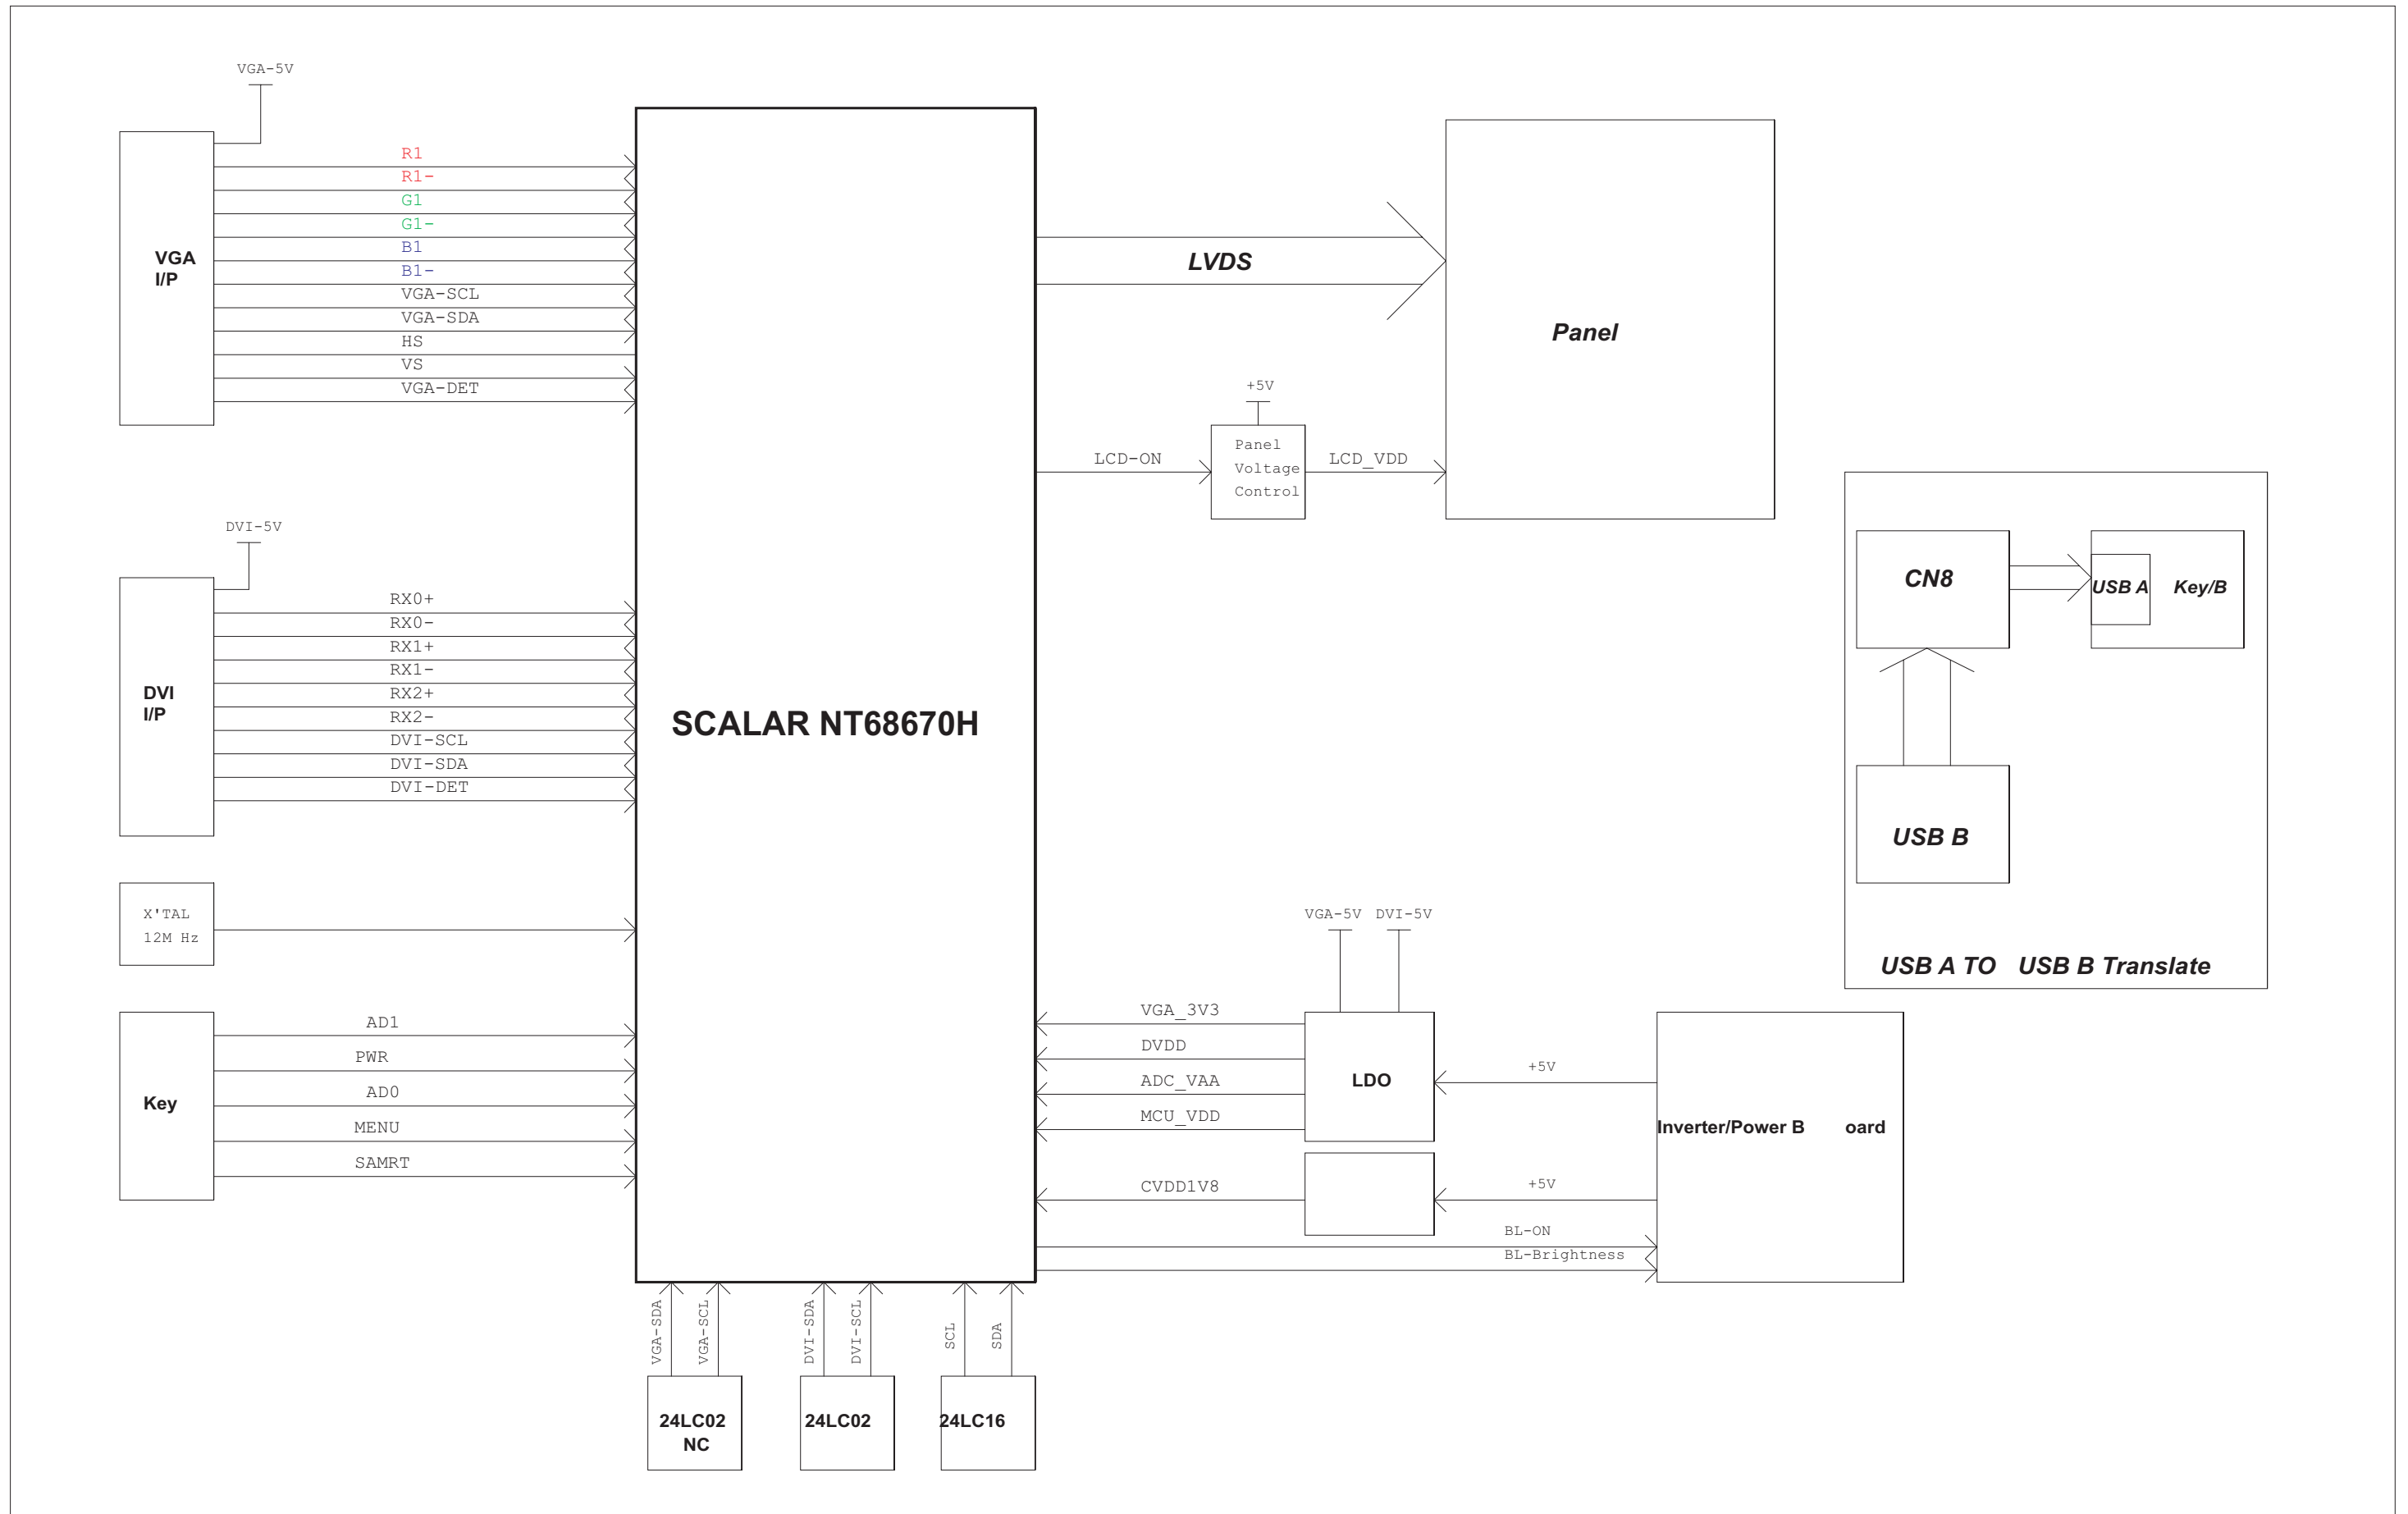 VGA-5V
R1
R1-
G1
G1-
B1
B1-
VGA-SCL
VGA-SDA
HS
VS
VGA-DET
VGA
I/P
DVI-5V
RX0+
RX0-
RX1+
RX1-
RX2+
RX2-
DVI-SCL
DVI-SDA
DVI-DET
DVI
I/P
X'TAL
12M Hz
AD1
PWR
AD0
MENU
SAMRT
Key
SCALAR NT68670H
LVDS
Panel
+5V
LCD-ON
Panel
Voltage
Control
LCD_VDD
CN8
USB A
Key/B
USB B
USB A TO USB B Translate
VGA-5V
DVI-5V
VGA_3V3
DVDD
ADC_VAA
MCU_VDD
LDO
+5V
Inverter/Power B oard
CVDD1V8
+5V
BL-ON
BL-Brightness
VGA-SDA
VGA-SCL
DVI-SDA
DVI-SCL
SCL
SDA
24LC02
NC
24LC02
24LC16